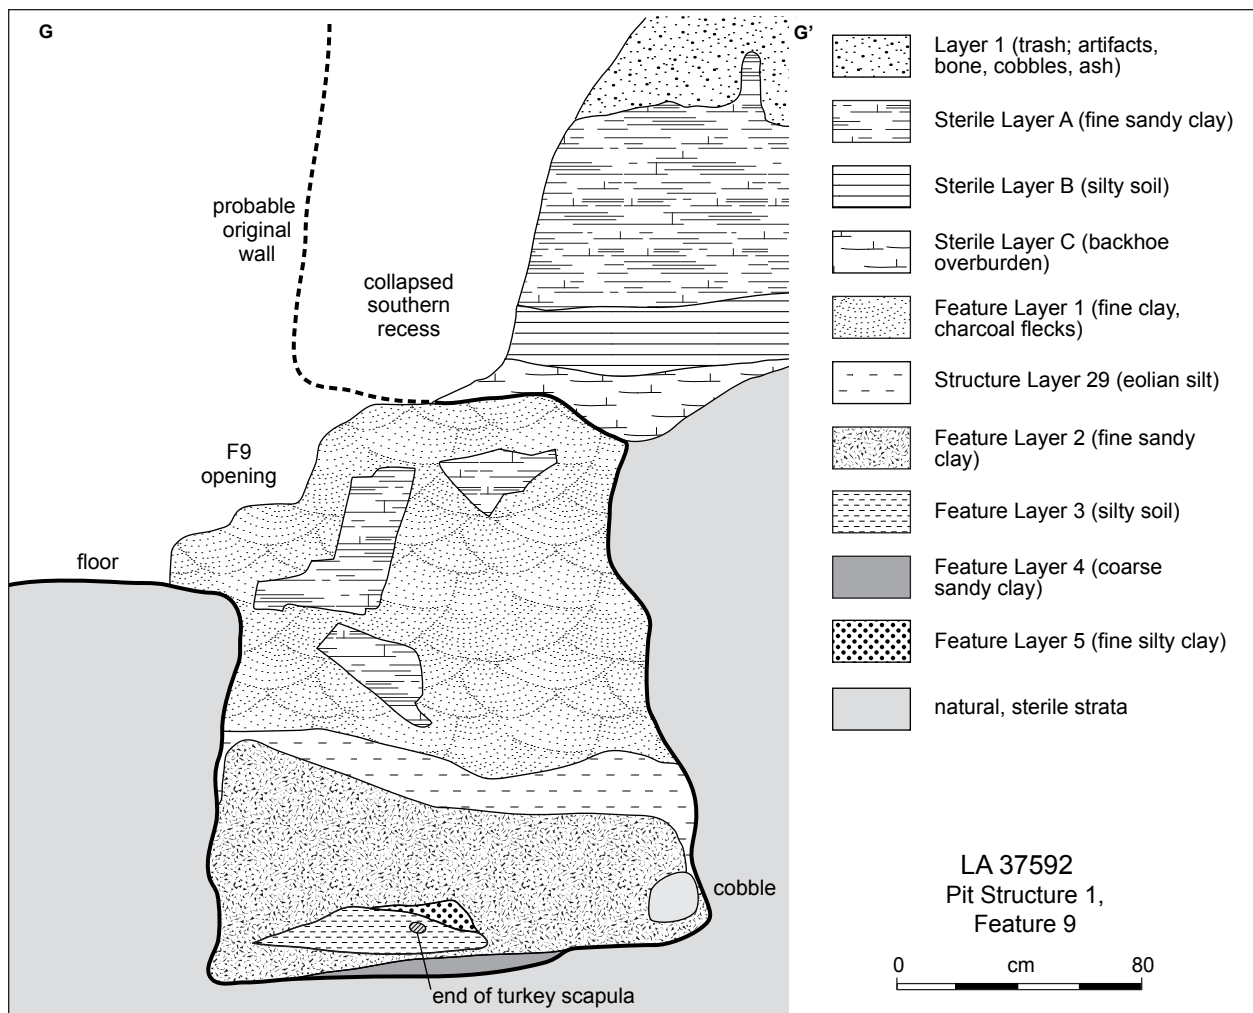 G
G'
probable
original
wall
collapsed
southern
recess
F9
opening
floor
cobble
end of turkey scapula
Layer 1 (trash; artifacts,
bone, cobbles, ash)
Sterile Layer A (fine sandy clay)
Sterile Layer B (silty soil)
Sterile Layer C (backhoe
overburden)
Feature Layer 1 (fine clay,
charcoal flecks)
Structure Layer 29 (eolian silt)
Feature Layer 2 (fine sandy
clay)
Feature Layer 3 (silty soil)
Feature Layer 4 (coarse
sandy clay)
Feature Layer 5 (fine silty clay)
natural, sterile strata
LA 37592
Pit Structure 1,
Feature 9
0 cm 80